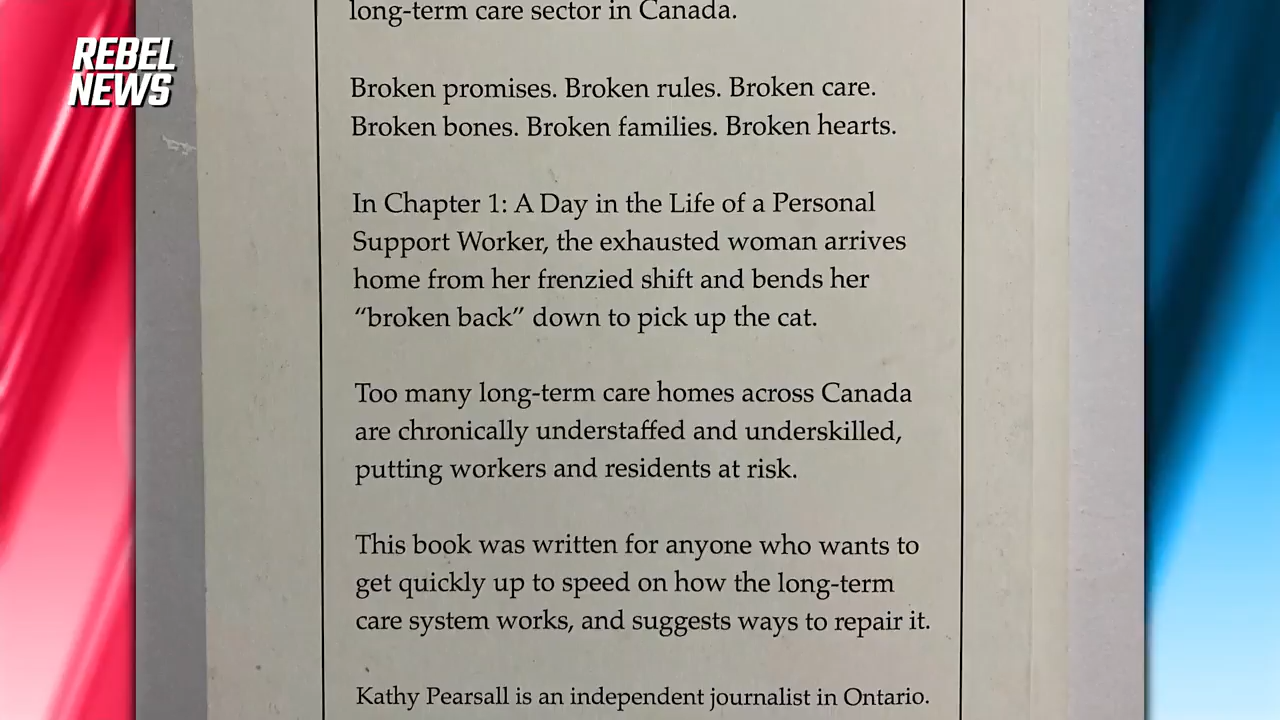 REBEL
NEWS
long-term care sector in Canada.
Broken promises. Broken rules. Broken care.
Broken bones. Broken families. Broken hearts.
In Chapter 1: A Day in the Life of a Personal
Support Worker, the exhausted woman arrives
home from her frenzied shift and bends her
“broken back” down to pick up the cat.
Too many long-term care homes across Canada
are chronically understaffed and underskilled,
putting workers and residents at risk.
This book was written for anyone who wants to
get quickly up to speed on how the long-term
care system works, and suggests ways to repair it.
Kathy Pearsall is an independent journalist in Ontario.